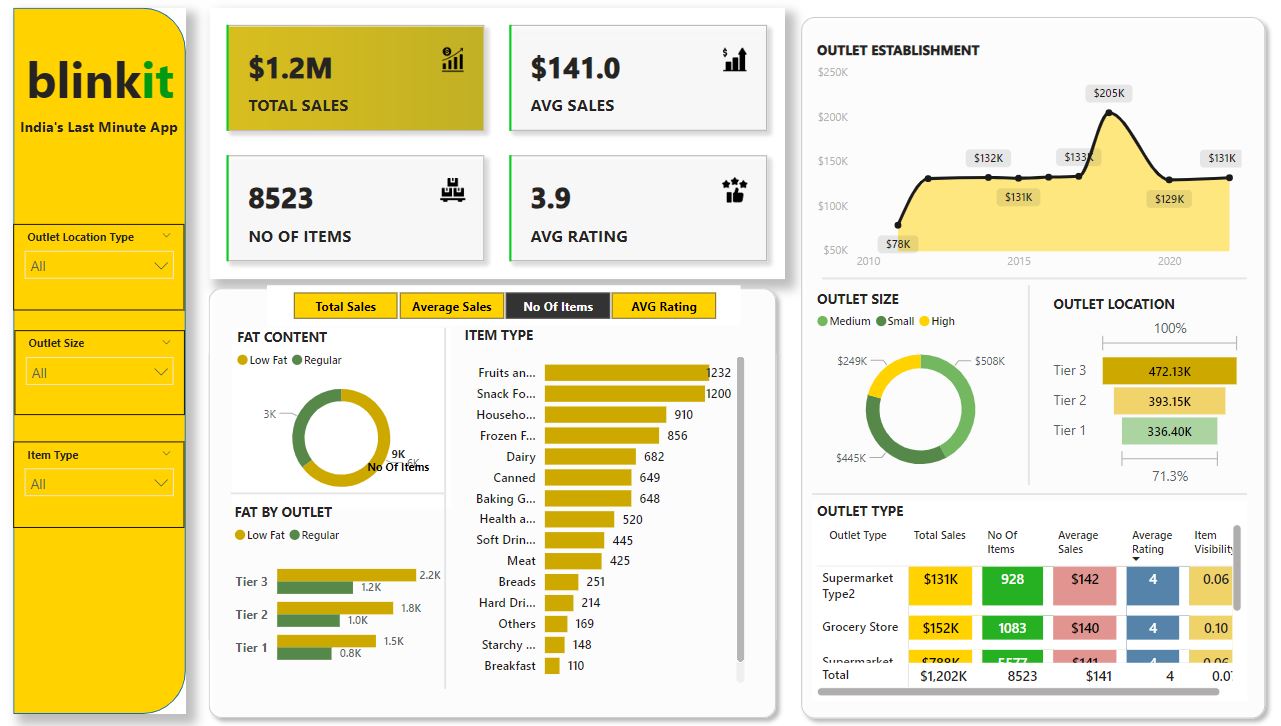 blinkit
India's Last Minute App
Outlet Location Type
All
Outlet Size
All
Item Type
All
$1.2M
TOTAL SALES
$141.0
AVG SALES
8523
NO OF ITEMS
3.9
AVG RATING
Total Sales
Average Sales
No Of Items
AVG Rating
FAT CONTENT
Low Fat Regular
3K
9K
No Of Items
FAT BY OUTLET
Low Fat Regular
Tier 3 2.2K
1.2K
Tier 2 1.8K
1.0K
Tier 1 1.5K
0.8K
ITEM TYPE
Fruits an... 1232
Snack Fo... 1200
Househo... 910
Frozen F... 856
Dairy 682
Canned 649
Baking G... 648
Health a... 520
Soft Drin... 445
Meat 425
Breads 251
Hard Dri... 214
Others 169
Starchy ... 148
Breakfast 110
OUTLET ESTABLISHMENT
$250K
$200K
$150K
$100K
$50K
$78K
$132K
$131K
$133K
$205K
$129K
$131K
2010 2015 2020
OUTLET SIZE
Medium Small High
$249K
$508K
$445K
OUTLET LOCATION
100%
Tier 3 472.13K
Tier 2 393.15K
Tier 1 336.40K
71.3%
OUTLET TYPE
Outlet Type Total Sales No Of Items Average Sales Average Rating Item Visibility
Supermarket Type2 $131K 928 $142 4 0.06
Grocery Store $152K 1083 $140 4 0.10
Supermarket $788K 5577 $141 4 0.06
Total $1,202K 8523 $141 4 0.0